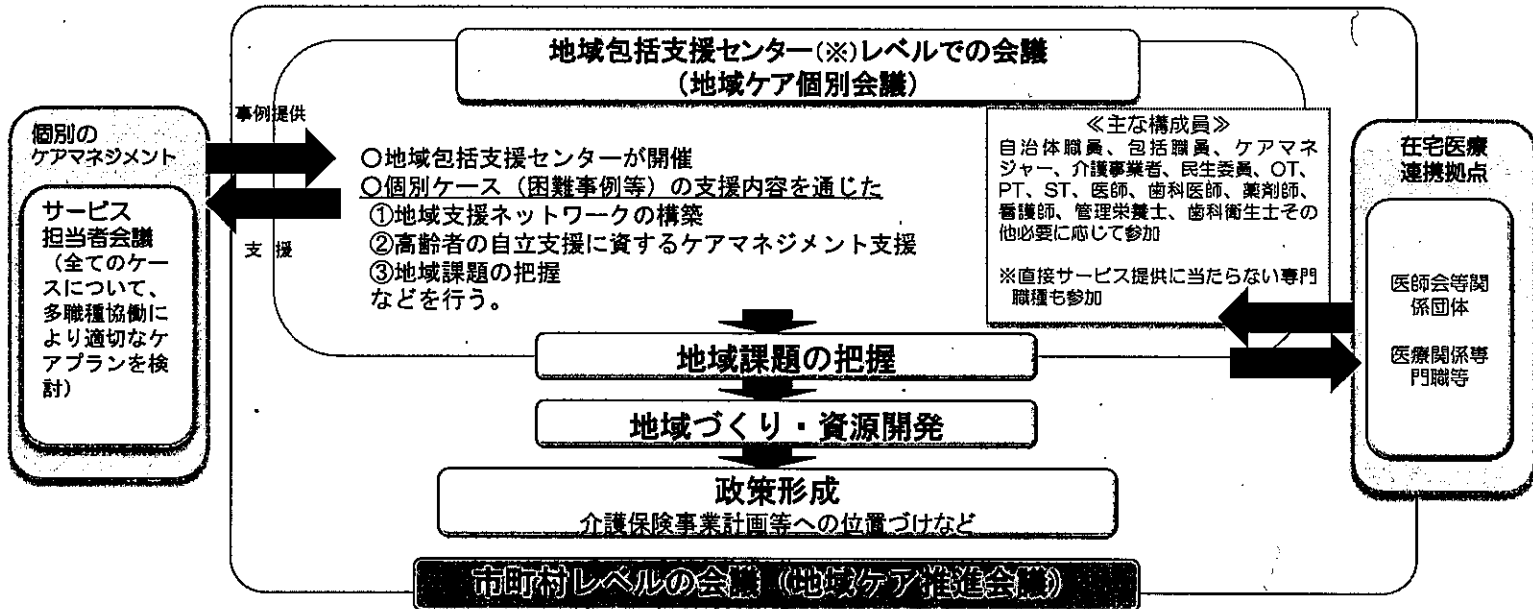 地域包括支援センター(※)レベルでの会議
(地域ケア個別会議)
事例提供
支 援
個別の
ケアマネジメント
サービス
担当者会議
(全てのケー
スについて、
多職種協働に
より適切なケ
アプランを検
討)
〇地域包括支援センターが開催
〇個別ケース(困難事例等)の支援内容を通じた
①地域支援ネットワークの構築
②高齢者の自立支援に資するケアマネジメント支援
③地域課題の把握
などを行う。
≪主な構成員≫
自治体職員、包括職員、ケアマネ
ジャー、介護事業者、民生委員、OT、
PT、ST、医師、歯科医師、薬剤師、
看護師、管理栄養士、歯科衛生士その
他必要に応じて参加
※直接サービス提供に当たらない専門
職種も参加
在宅医療
連携拠点
医師会等関
係団体
医療関係専
門職等
地域課題の把握
地域づくり・資源開発
政策形成
介護保険事業計画等への位置づけなど
市町村レベルの会議(地域ケア推進会議)